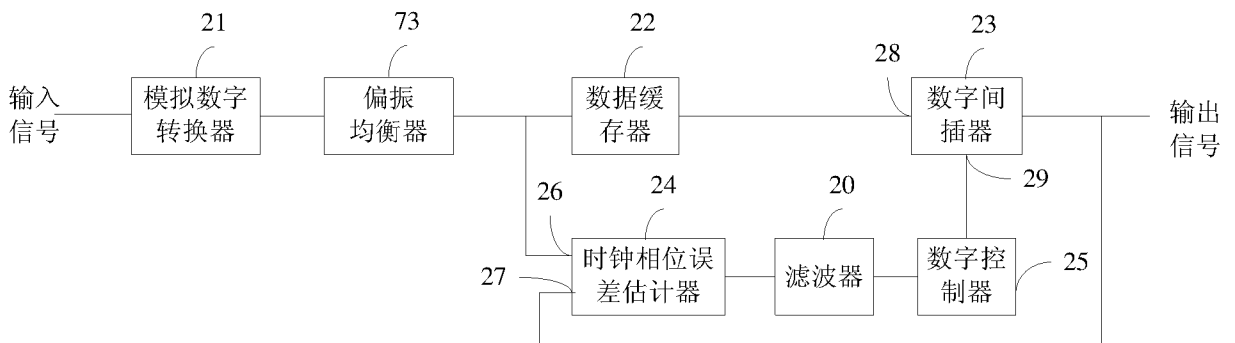 21
73
22
23
28
输入
信号
模拟数字
转换器
偏振
均衡器
数据缓
存器
数字间
插器
输出
信号
29
26
24
20
27
时钟相位误
差估计器
滤波器
数字控
制器
25